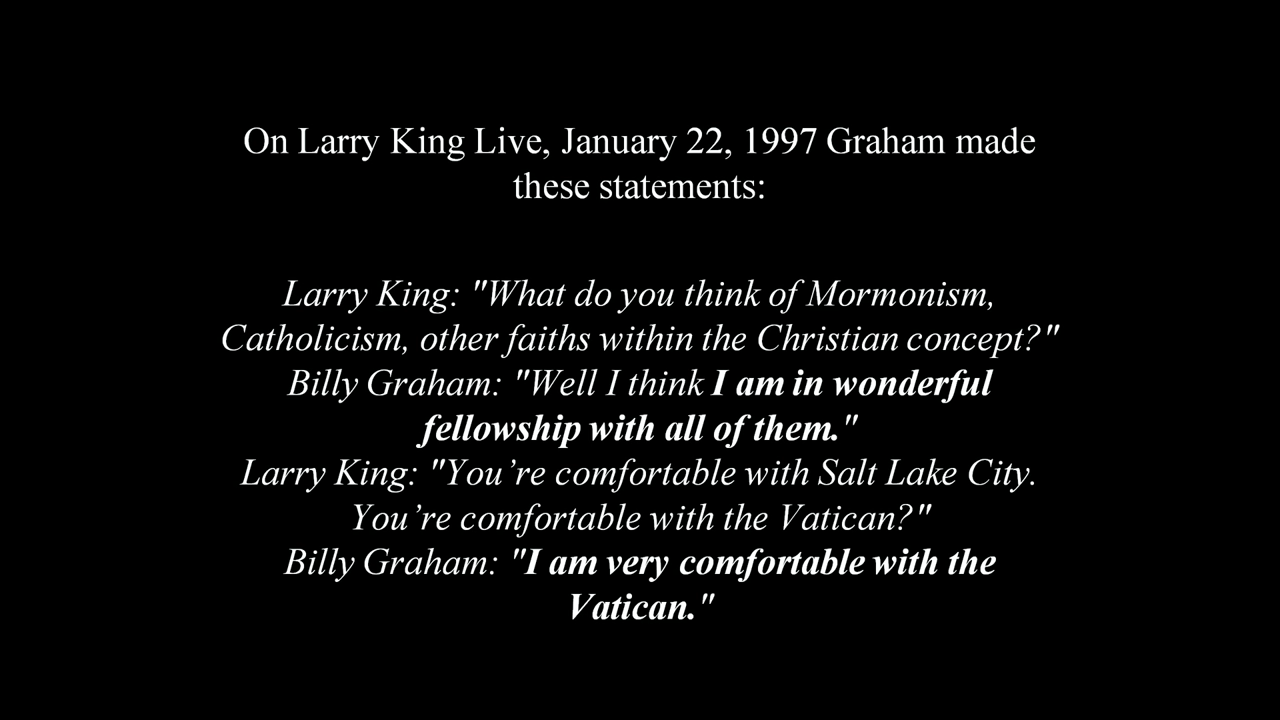 On Larry King Live, January 22, 1997 Graham made
these statements:
Larry King: "What do you think of Mormonism,
Catholicism, other faiths within the Christian concept?"
Billy Graham: "Well I think I am in wonderful
fellowship with all of them."
Larry King: "You’re comfortable with Salt Lake City.
You’re comfortable with the Vatican?"
Billy Graham: "I am very comfortable with the
Vatican."